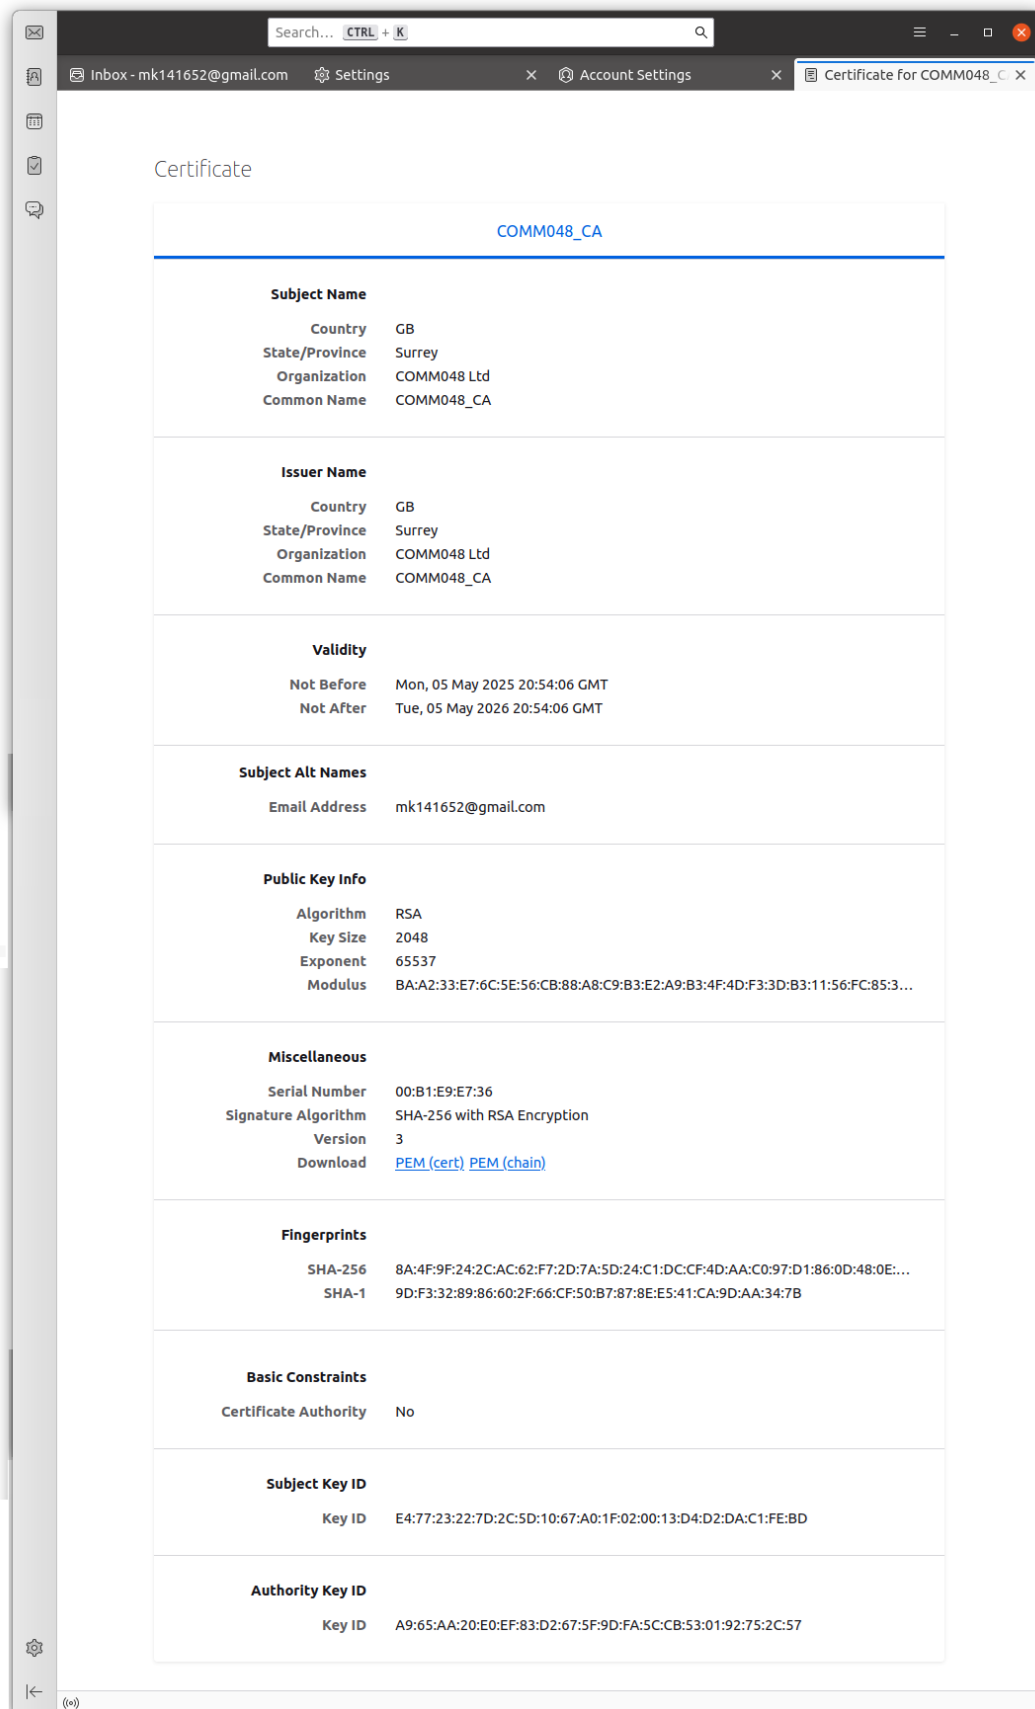 Search... CTRL + K
Inbox - mk141652@gmail.com Settings Account Settings Certificate for COMM048_C
Certificate
COMM048_CA
Subject Name
Country GB
State/Province Surrey
Organization COMM048 Ltd
Common Name COMM048_CA
Issuer Name
Country GB
State/Province Surrey
Organization COMM048 Ltd
Common Name COMM048_CA
Validity
Not Before Mon, 05 May 2025 20:54:06 GMT
Not After Tue, 05 May 2026 20:54:06 GMT
Subject Alt Names
Email Address mk141652@gmail.com
Public Key Info
Algorithm RSA
Key Size 2048
Exponent 65537
Modulus BA:A2:33:E7:6C:5E:56:CB:88:A8:C9:B3:E2:A9:B3:4F:4D:F3:3D:B3:11:56:FC:85:3...
Miscellaneous
Serial Number 00:B1:E9:E7:36
Signature Algorithm SHA-256 with RSA Encryption
Version 3
Download PEM (cert) PEM (chain)
Fingerprints
SHA-256 8A:4F:9F:24:2C:AC:62:F7:2D:7A:5D:24:C1:DC:CF:4D:AA:C0:97:D1:86:0D:48:0E:...
SHA-1 9D:F3:32:89:86:60:2F:66:CF:50:B7:87:8E:E5:41:CA:9D:AA:34:7B
Basic Constraints
Certificate Authority No
Subject Key ID
Key ID E4:77:23:22:7D:2C:5D:10:67:A0:1F:02:00:13:D4:D2:DA:C1:FE:BD
Authority Key ID
Key ID A9:65:AA:20:E0:EF:83:D2:67:5F:9D:FA:5C:CB:53:01:92:75:2C:57